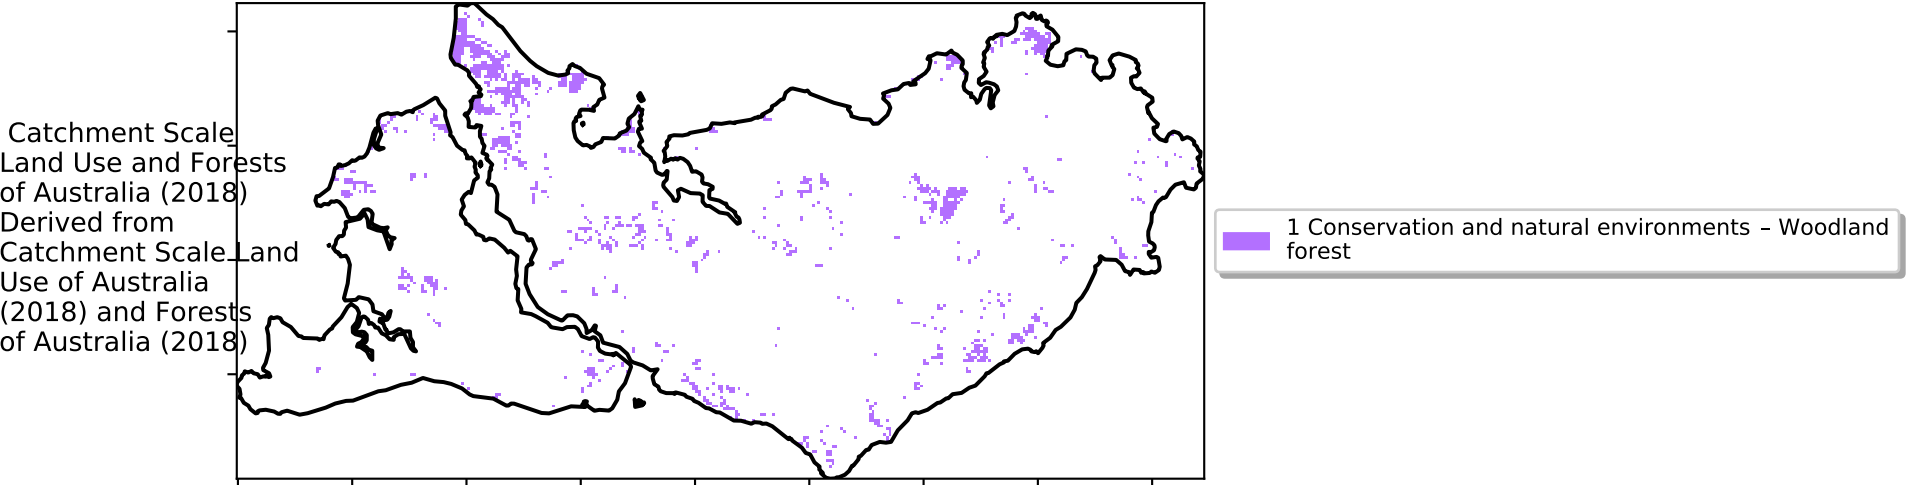 Catchment Scale
Land Use and Forests
of Australia (2018)
Derived from
Catchment Scale Land
Use of Australia
(2018) and Forests
of Australia (2018)
1 Conservation and natural environments – Woodland
forest